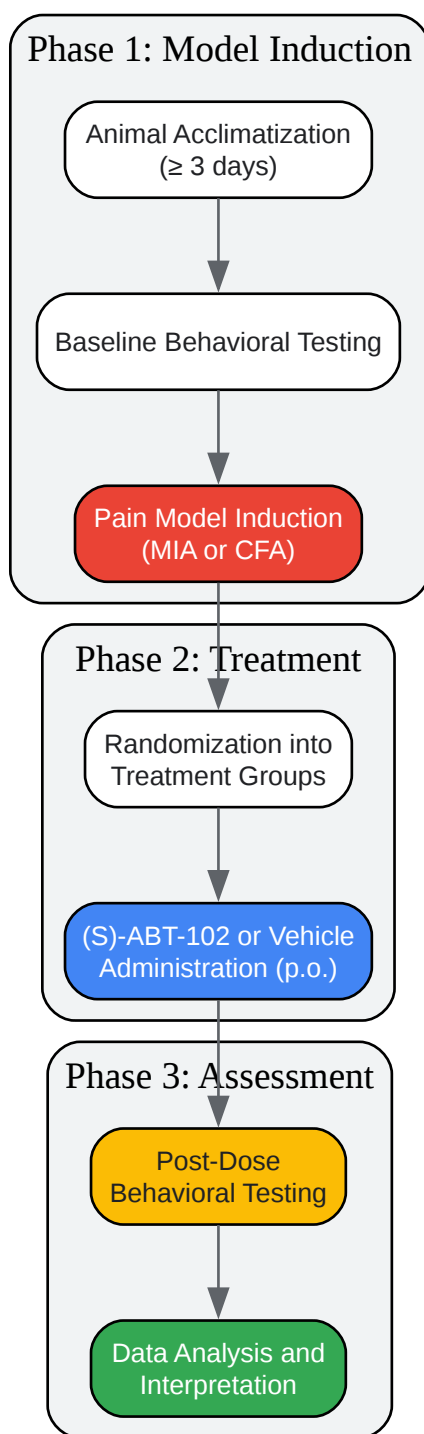 Phase 1: Model Induction
Animal Acclimatization
(≥ 3 days)
Baseline Behavioral Testing
Pain Model Induction
(MIA or CFA)
Phase 2: Treatment
Randomization into
Treatment Groups
(S)-ABT-102 or Vehicle
Administration (p.o.)
Phase 3: Assessment
Post-Dose
Behavioral Testing
Data Analysis and
Interpretation